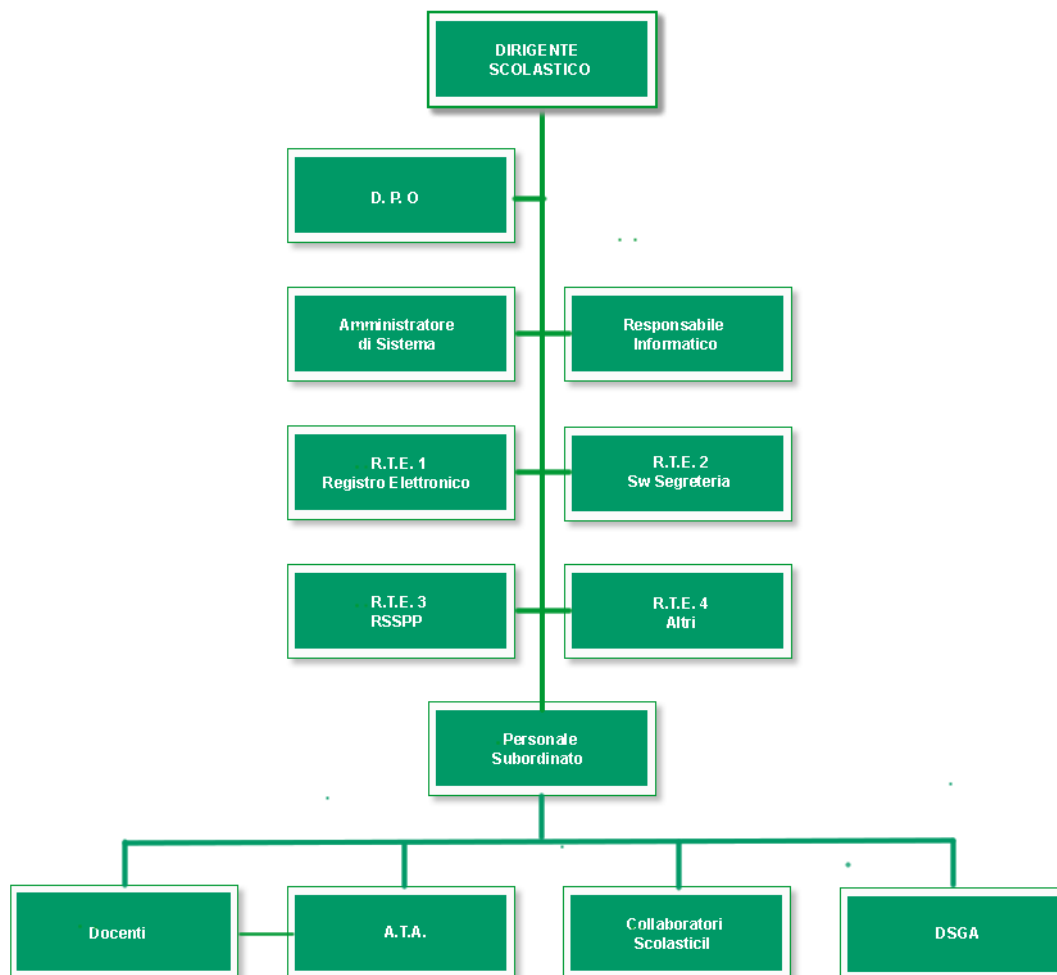 DIRIGENTE
SCOLASTICO
D. P. O
Amministratore
di Sistema
Responsabile
Informatico
R.T.E. 1
Registro Elettronico
R.T.E. 2
Sw Segreteria
R.T.E. 3
RSSPP
R.T.E. 4
Altri
Personale
Subordinato
Docenti
A.T.A.
Collaboratori
Scolasticil
DSGA